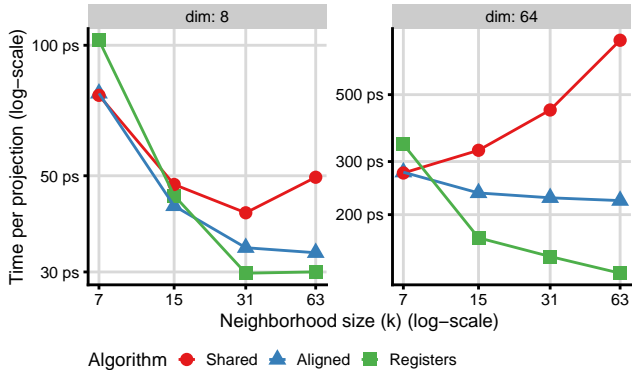 dim: 8
dim: 64
Time per projection (log−scale)
100 ps
50 ps
30 ps
500 ps
300 ps
200 ps
7 15 31 63
7 15 31 63
Neighborhood size (k) (log−scale)
Algorithm Shared Aligned Registers